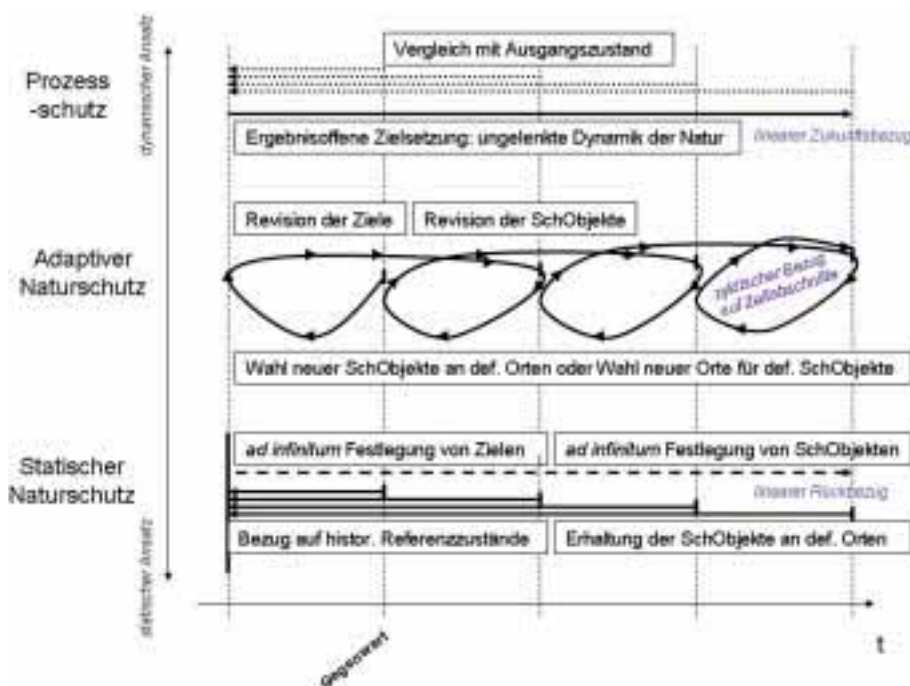 dynamischer Ansatz
Prozess
-schutz
Vergleich mit Ausgangszustand
Ergebnisoffene Zielsetzung: ungelenkte Dynamik der Natur
linearer Zukunftsbezug
Adaptiver
Naturschutz
Revision der Ziele
Revision der SchObjekte
zyklischer Bezug
auf Zeitabschnitte
Wahl neuer SchObjekte an def. Orten oder Wahl neuer Orte für def. SchObjekte
Statischer
Naturschutz
ad infinitum Festlegung von Zielen
ad infinitum Festlegung von SchObjekten
linearer Rückbezug
Bezug auf histor. Referenzzustände
Erhaltung der SchObjekte an def. Orten
statischer Ansatz
t
Gegenwart